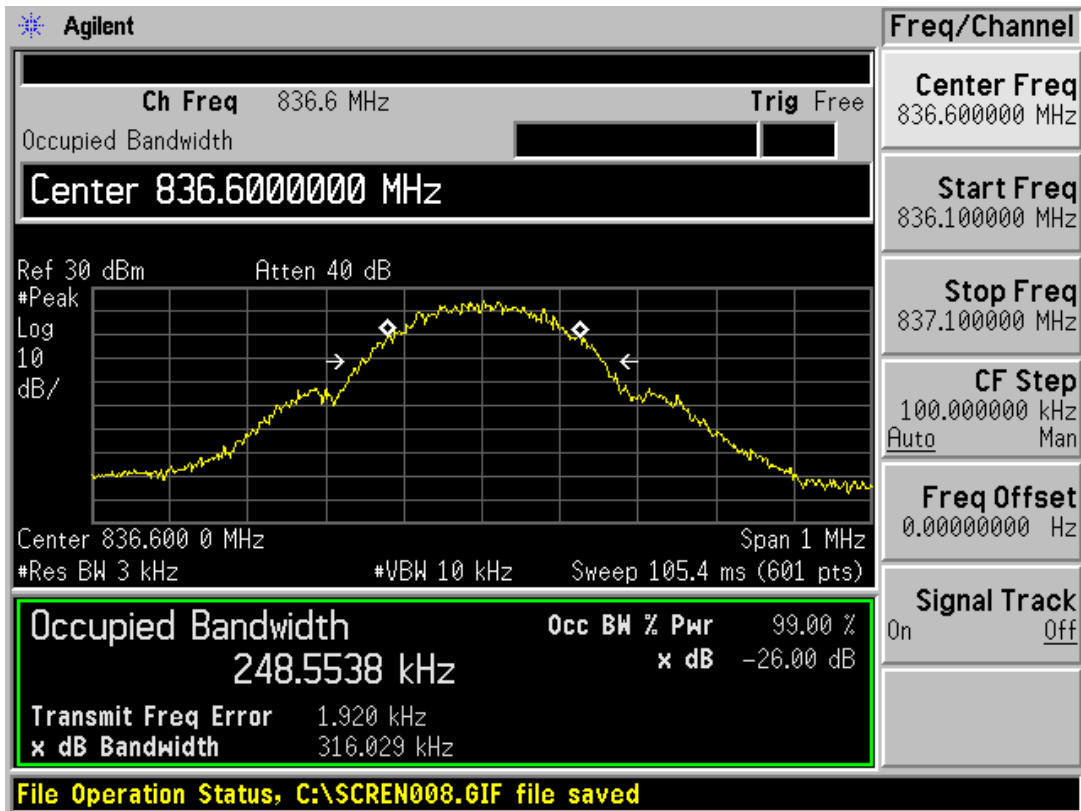 Agilent
Ch Freq 836.6 MHz Trig Free
Occupied Bandwidth
Center 836.6000000 MHz
Ref 30 dBm Atten 40 dB
#Peak
Log
10
dB/
Center 836.600 0 MHz Span 1 MHz
#Res BW 3 kHz #VBW 10 kHz Sweep 105.4 ms (601 pts)
Occupied Bandwidth Occ BW % Pwr 99.00 %
248.5538 kHz x dB -26.00 dB
Transmit Freq Error 1.920 kHz
x dB Bandwidth 316.029 kHz
File Operation Status, C:\SCREN008.GIF file saved
Freq/Channel
Center Freq
836.600000 MHz
Start Freq
836.100000 MHz
Stop Freq
837.100000 MHz
CF Step
100.000000 kHz
Auto Man
Freq Offset
0.00000000 Hz
Signal Track
On Off